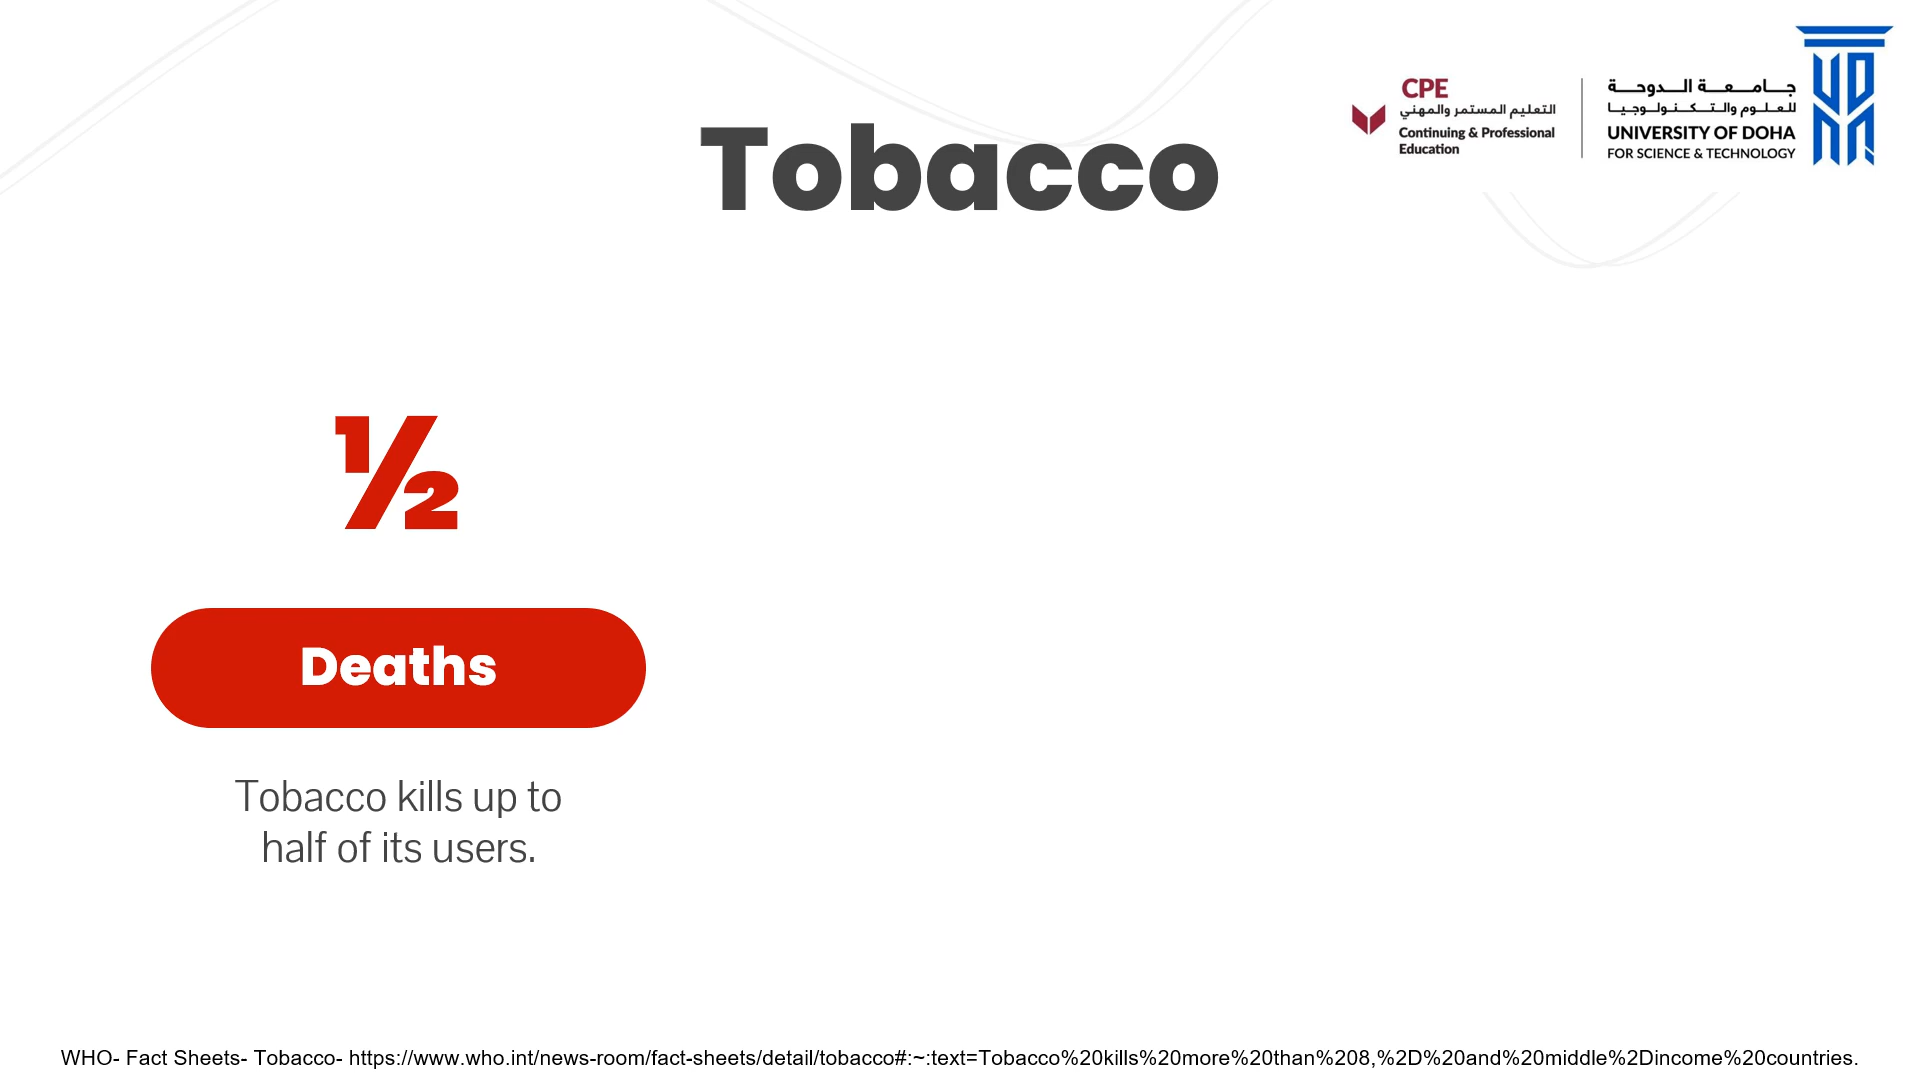 CPE
التعليم المستمر والمهني
Continuing & Professional
Education
جامعة الدوحة
للعلوم والتكنولوجيا
UNIVERSITY OF DOHA
FOR SCIENCE & TECHNOLOGY
Tobacco
½
Deaths
Tobacco kills up to
half of its users.
WHO- Fact Sheets- Tobacco- https://www.who.int/news-room/fact-sheets/detail/tobacco#:~:text=Tobacco%20kills%20more%20than%208,%2D%20and%20middle%2Dincome%20countries.